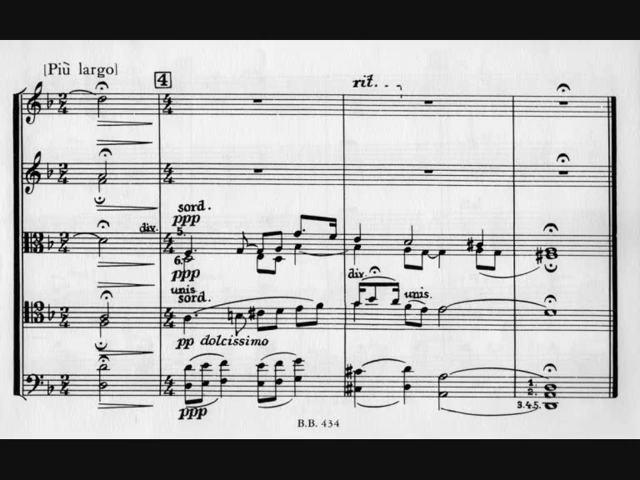 [Più largo]
4
rit.
sord.
ppp
div.
5.
6.
ppp
unis.
sord.
div.
unis.
pp dolcissimo
ppp
1.
2.
3.4.5.
B.B. 434